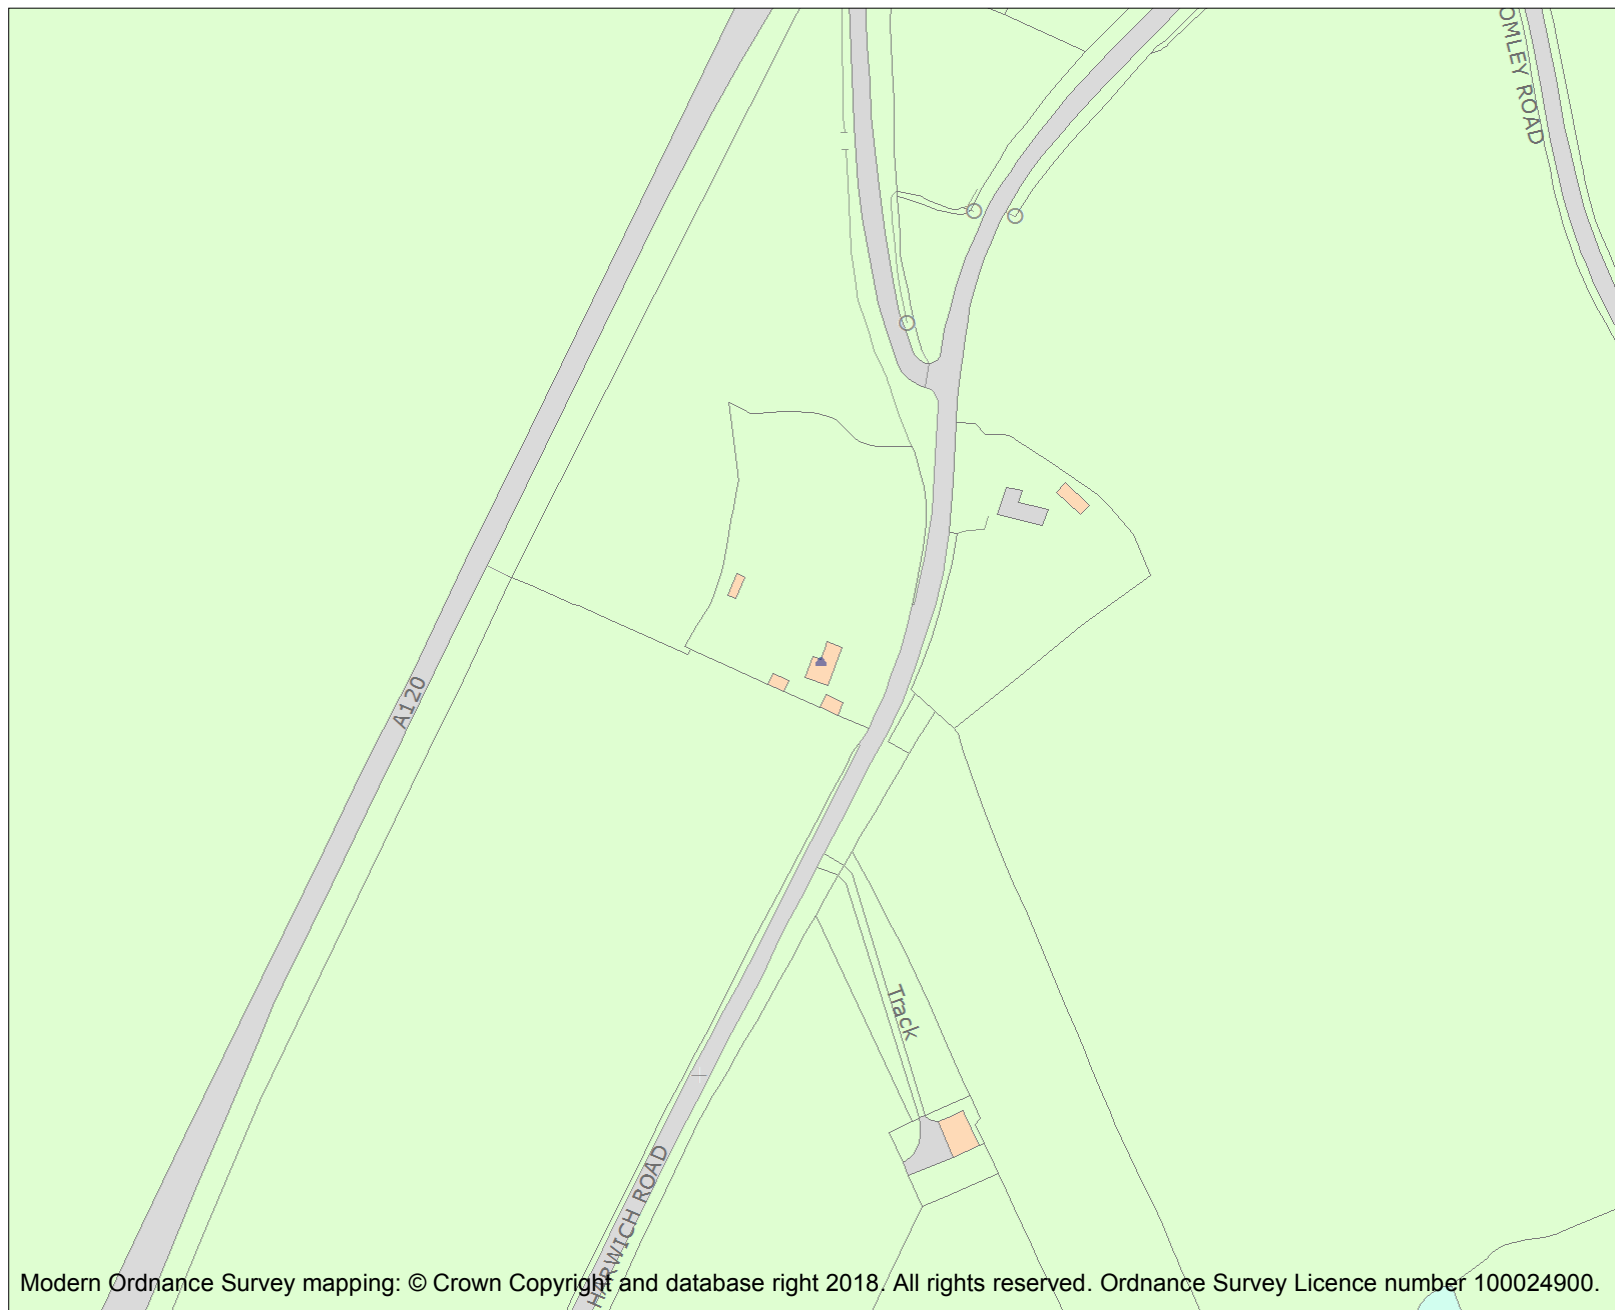 OMLEY ROAD
A120
Track
HARWICH ROAD
Modern Ordnance Survey mapping: © Crown Copyright and database right 2018. All rights reserved. Ordnance Survey Licence number 100024900.